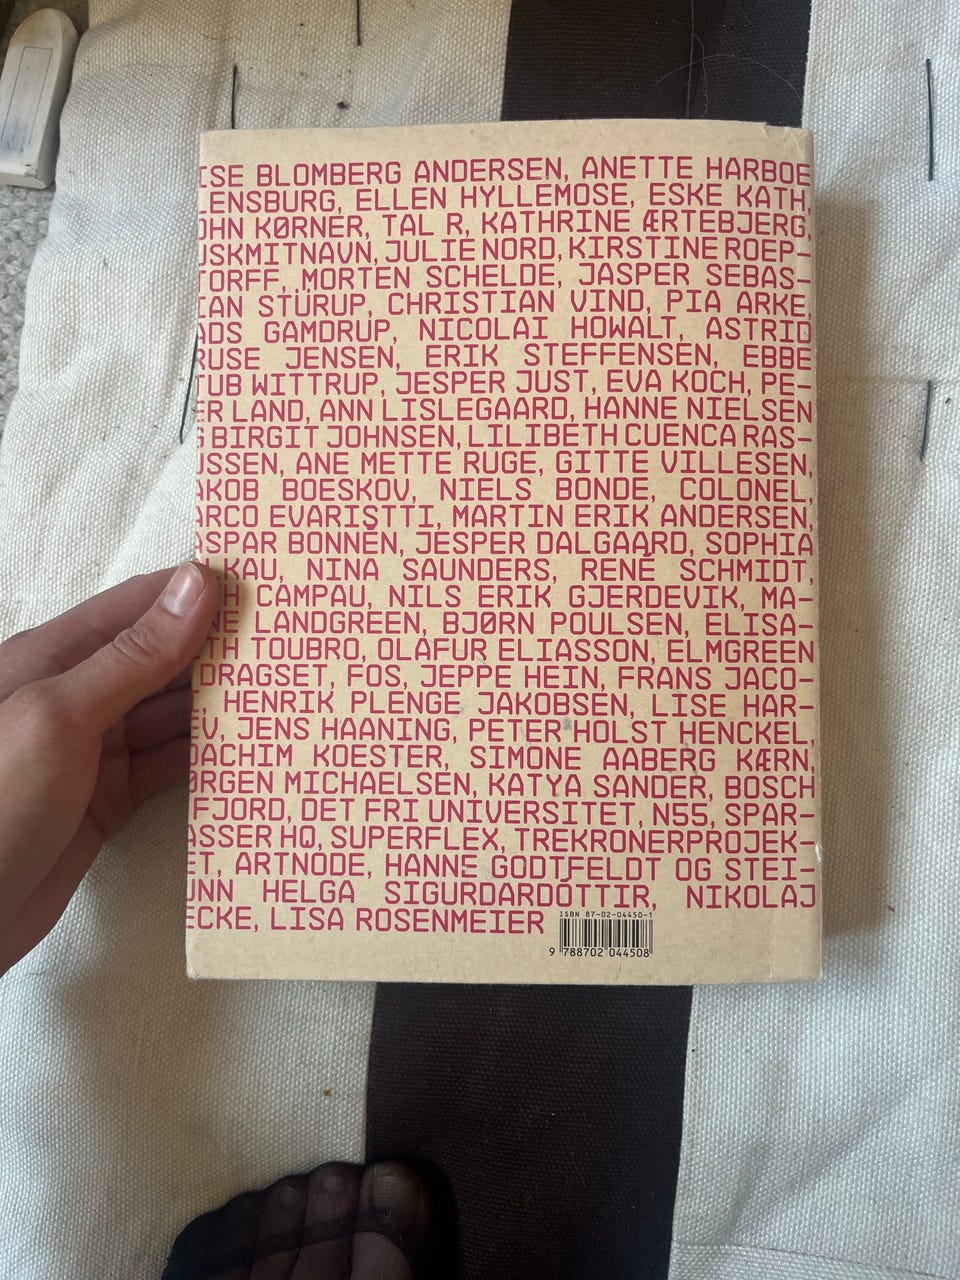 ISE BLOMBERG ANDERSEN, ANETTE HARBOE
LENSBURG, ELLEN HYLLEMOSE, ESKE KATH,
OHN KØRNER, TAL R, KATHRINE ÆRTEBJERG,
USKMITNAVN, JULIE NORD, KIRSTINE ROEP-
TORFF, MORTEN SCHELDE, JASPER SEBAS-
IAN STÜRUP, CHRISTIAN VIND, PIA ARKE,
ADS GAMDRUP, NICOLAI HOWALT, ASTRID
RUSE JENSEN, ERIK STEFFENSEN, EBBE
TUB WITTRUP, JESPER JUST, EVA KOCH, PE-
ER LAND, ANN LISLEGAARD, HANNE NIELSEN
BIRGIT JOHNSEN, LILIBETH CUENCA RAS-
USSEN, ANE METTE RUGE, GITTE VILLESEN,
AKOB BOESKOV, NIELS BONDE, COLONEL,
ARCO EVARISTTI, MARTIN ERIK ANDERSEN,
ASPAR BONNÉN, JESPER DALGAARD, SOPHIA
LKAU, NINA SAUNDERS, RENÉ SCHMIDT,
H CAMPAU, NILS ERIK GJERDEVIK, MA-
NE LANDGREEN, BJØRN POULSEN, ELISA-
TH TOUBRO, OLAFUR ELIASSON, ELMGREEN
DRAGSET, FOS, JEPPE HEIN, FRANS JACO-
, HENRIK PLENGE JAKOBSEN, LISE HAR-
EV, JENS HAANING, PETER HOLST HENCKEL,
OACHIM KOESTER, SIMONE AABERG KÆRN,
ØRGEN MICHAELSEN, KATYA SANDER, BOSCH
FJORD, DET FRI UNIVERSITET, N55, SPAR-
ASSER HQ, SUPERFLEX, TREKRONERPROJEK-
ET, ARTNODE, HANNE GODTFELDT OG STEI-
UNN HELGA SIGURDARDÓTTIR, NIKOLAJ
ECKE, LISA ROSENMEIER
ISBN 87-02-04450-1
9 788702 044508